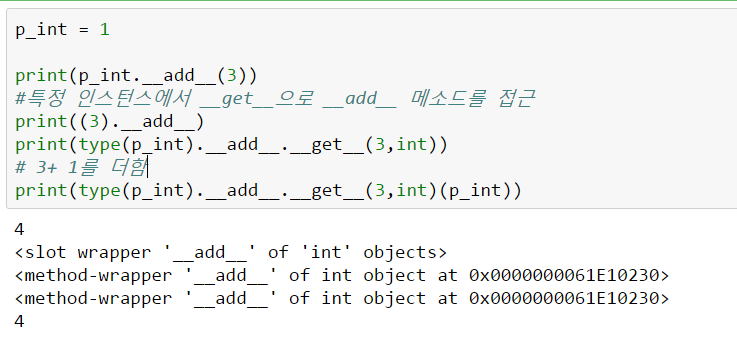 p_int = 1
print(p_int.__add__(3))
#특정 인스턴스에서 __get__으로 __add__ 메소드를 접근
print((3).__add__)
print(type(p_int).__add__.__get__(3,int))
# 3+ 1를 더함
print(type(p_int).__add__.__get__(3,int)(p_int))
4
<slot wrapper '__add__' of 'int' objects>
<method-wrapper '__add__' of int object at 0x0000000061E10230>
<method-wrapper '__add__' of int object at 0x0000000061E10230>
4